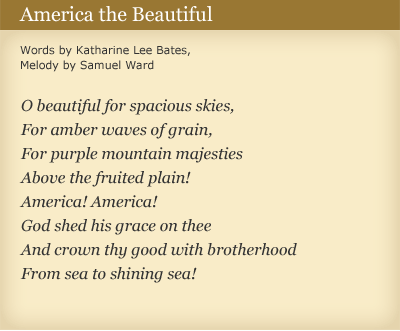 America the Beautiful
Words by Katharine Lee Bates,
Melody by Samuel Ward
O beautiful for spacious skies,
For amber waves of grain,
For purple mountain majesties
Above the fruited plain!
America! America!
God shed his grace on thee
And crown thy good with brotherhood
From sea to shining sea!